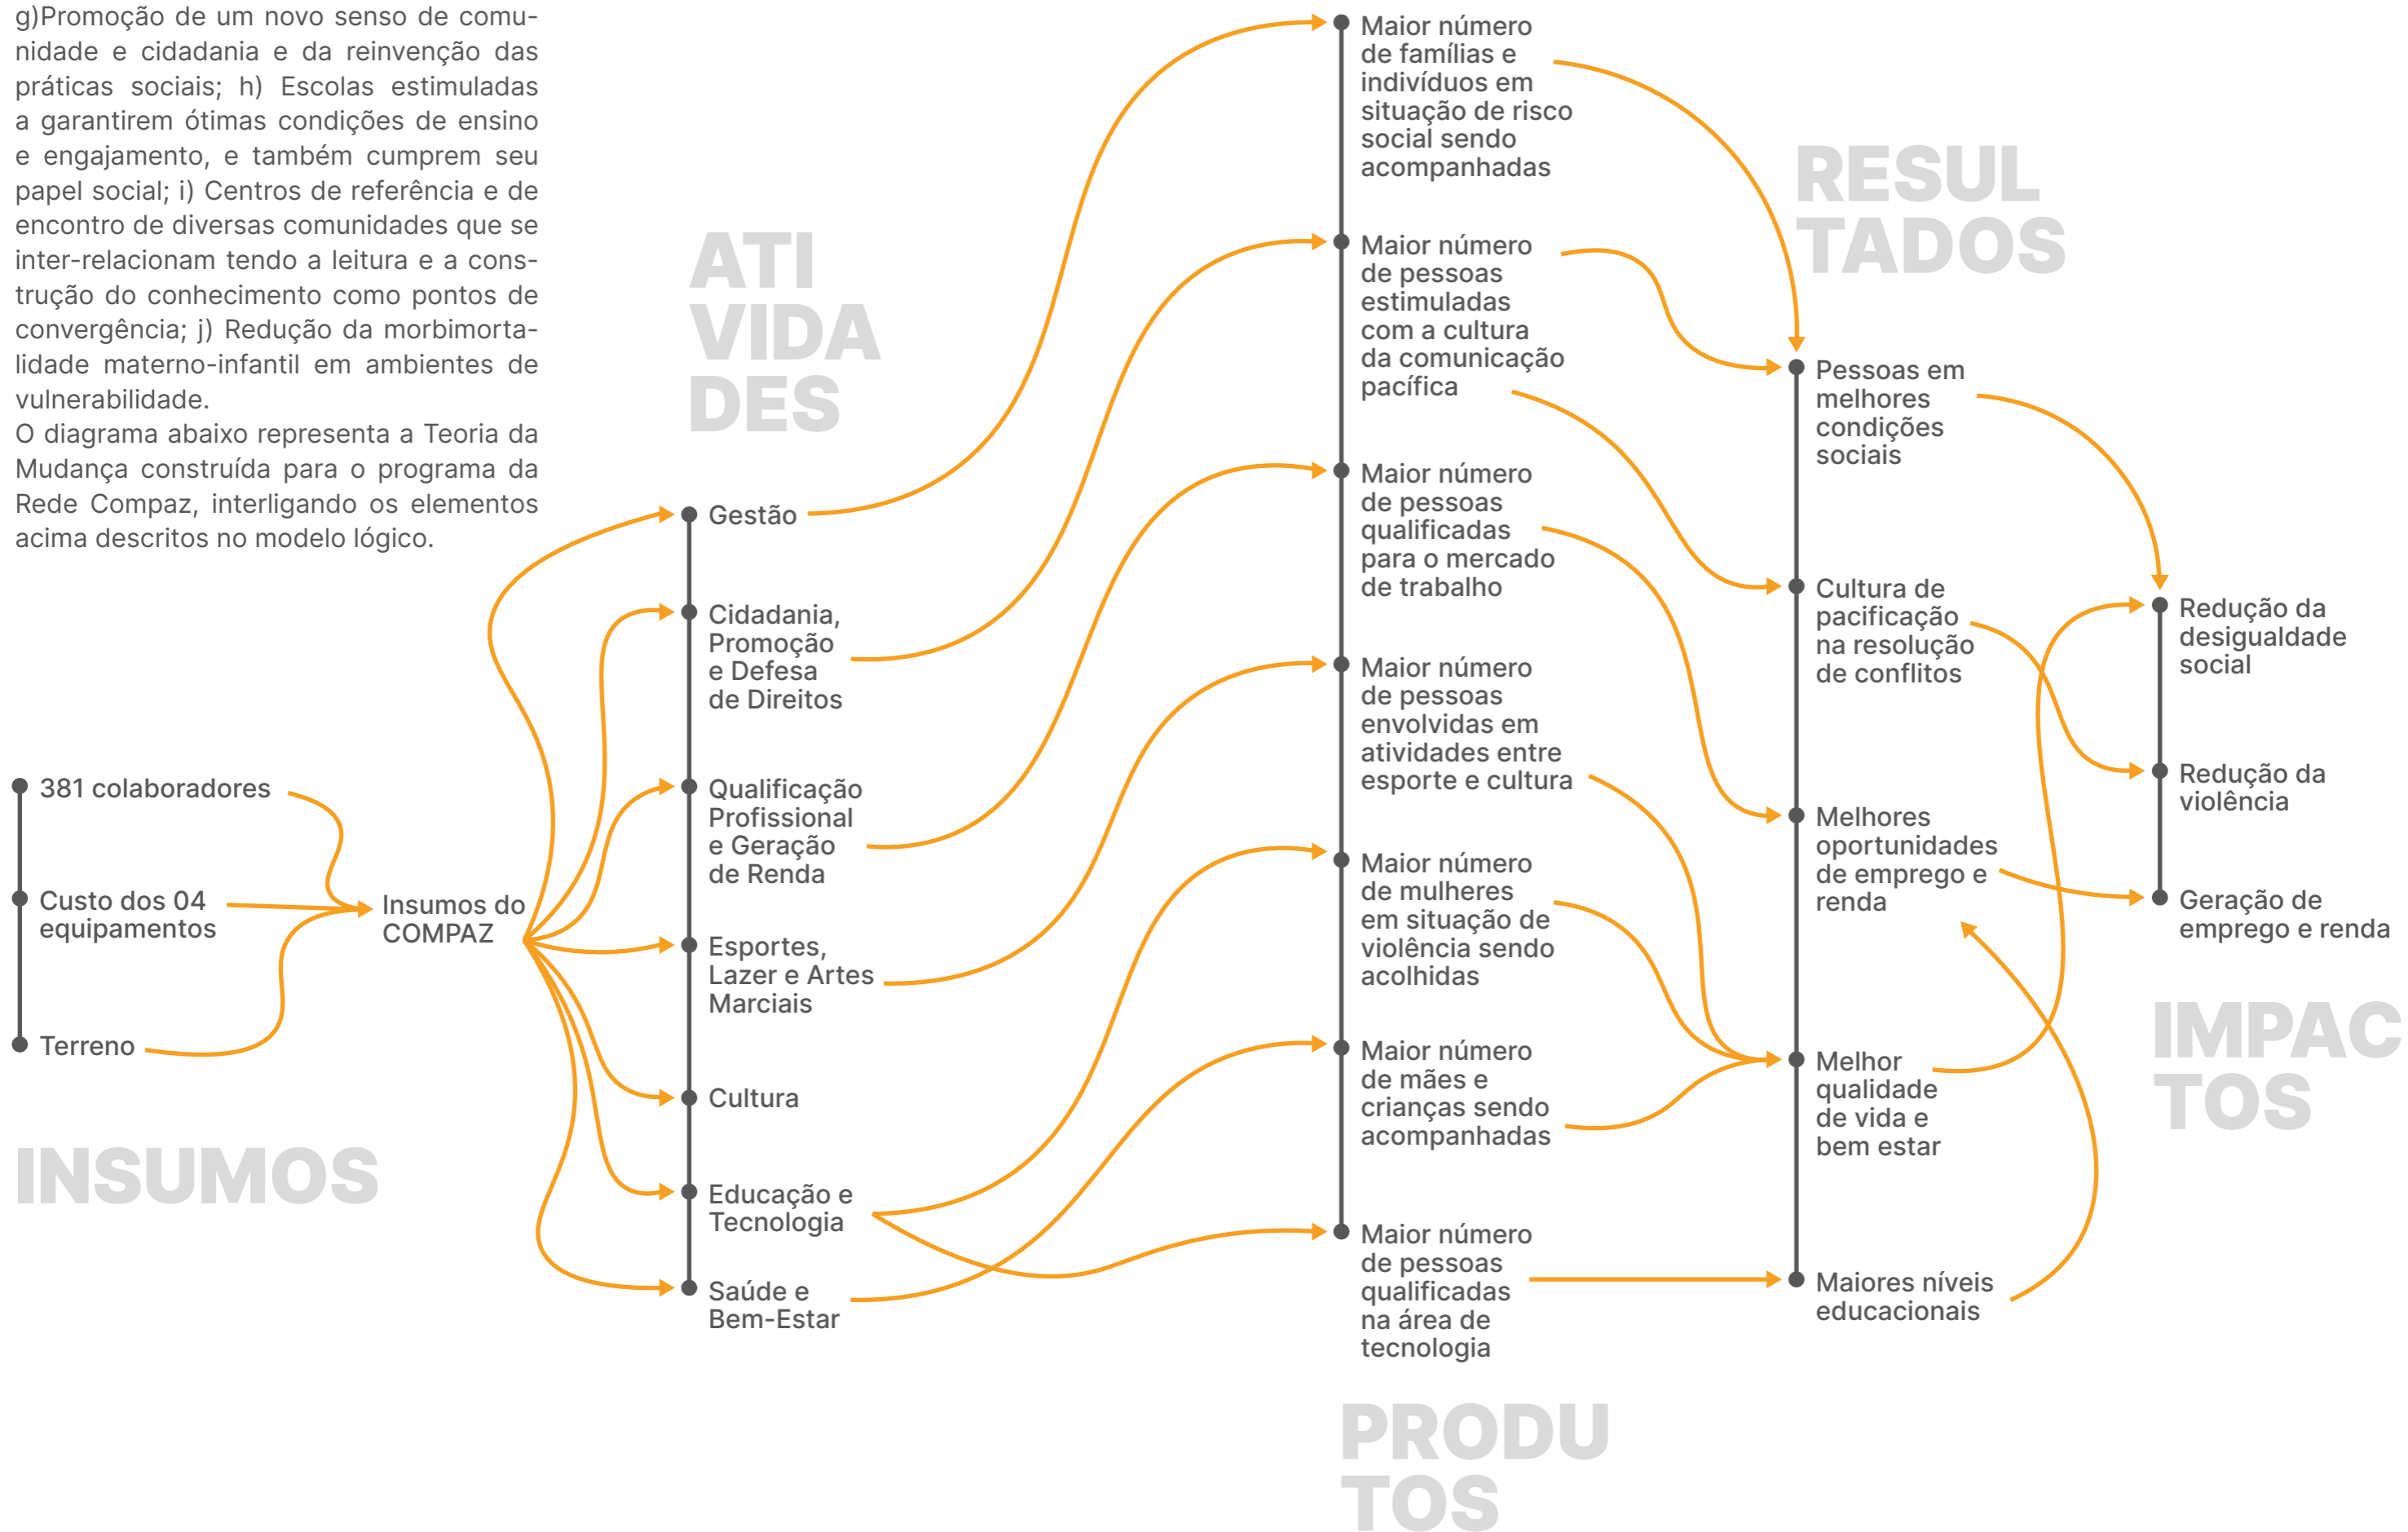 g)Promoção de um novo senso de comu-
nidade e cidadania e da reinvenção das
práticas sociais; h) Escolas estimuladas
a garantirem ótimas condições de ensino
e engajamento, e também cumprem seu
papel social; i) Centros de referência e de
encontro de diversas comunidades que se
inter-relacionam tendo a leitura e a cons-
trução do conhecimento como pontos de
convergência; j) Redução da morbimorta-
lidade materno-infantil em ambientes de
vulnerabilidade.
O diagrama abaixo representa a Teoria da
Mudança construída para o programa da
Rede Compaz, interligando os elementos
acima descritos no modelo lógico.
381 colaboradores
Custo dos 04
equipamentos
Terreno
INSUMOS
Insumos do
COMPAZ
ATI
VIDA
DES
Gestão
Cidadania,
Promoção
e Defesa
de Direitos
Qualificação
Profissional
e Geração
de Renda
Esportes,
Lazer e Artes
Marciais
Cultura
Educação e
Tecnologia
Saúde e
Bem-Estar
Maior número
de famílias e
indivíduos em
situação de risco
social sendo
acompanhadas
Maior número
de pessoas
estimuladas
com a cultura
da comunicação
pacífica
Maior número
de pessoas
qualificadas
para o mercado
de trabalho
Maior número
de pessoas
envolvidas em
atividades entre
esporte e cultura
Maior número
de mulheres
em situação de
violência sendo
acolhidas
Maior número
de mães e
crianças sendo
acompanhadas
Maior número
de pessoas
qualificadas
na área de
tecnologia
PRODU
TOS
RESUL
TADOS
Pessoas em
melhores
condições
sociais
Cultura de
pacificação
na resolução
de conflitos
Melhores
oportunidades
de emprego e
renda
Melhor
qualidade
de vida e
bem estar
Maiores níveis
educacionais
Redução da
desigualdade
social
Redução da
violência
Geração de
emprego e renda
IMPAC
TOS